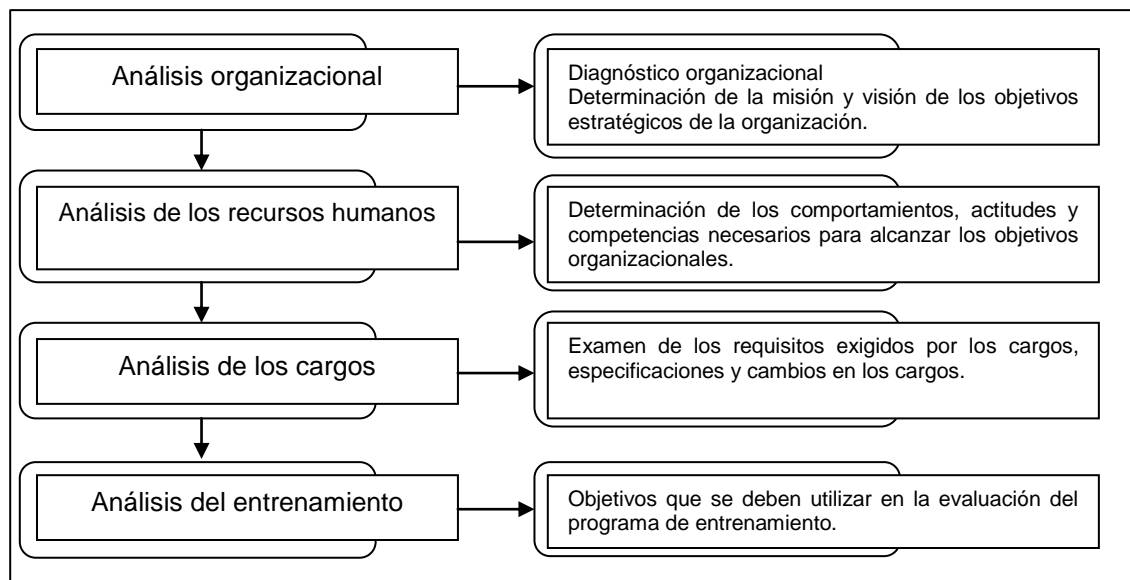 Análisis organizacional
Diagnóstico organizacional
Determinación de la misión y visión de los objetivos
estratégicos de la organización.
Análisis de los recursos humanos
Determinación de los comportamientos, actitudes y
competencias necesarios para alcanzar los objetivos
organizacionales.
Análisis de los cargos
Examen de los requisitos exigidos por los cargos,
especificaciones y cambios en los cargos.
Análisis del entrenamiento
Objetivos que se deben utilizar en la evaluación del
programa de entrenamiento.